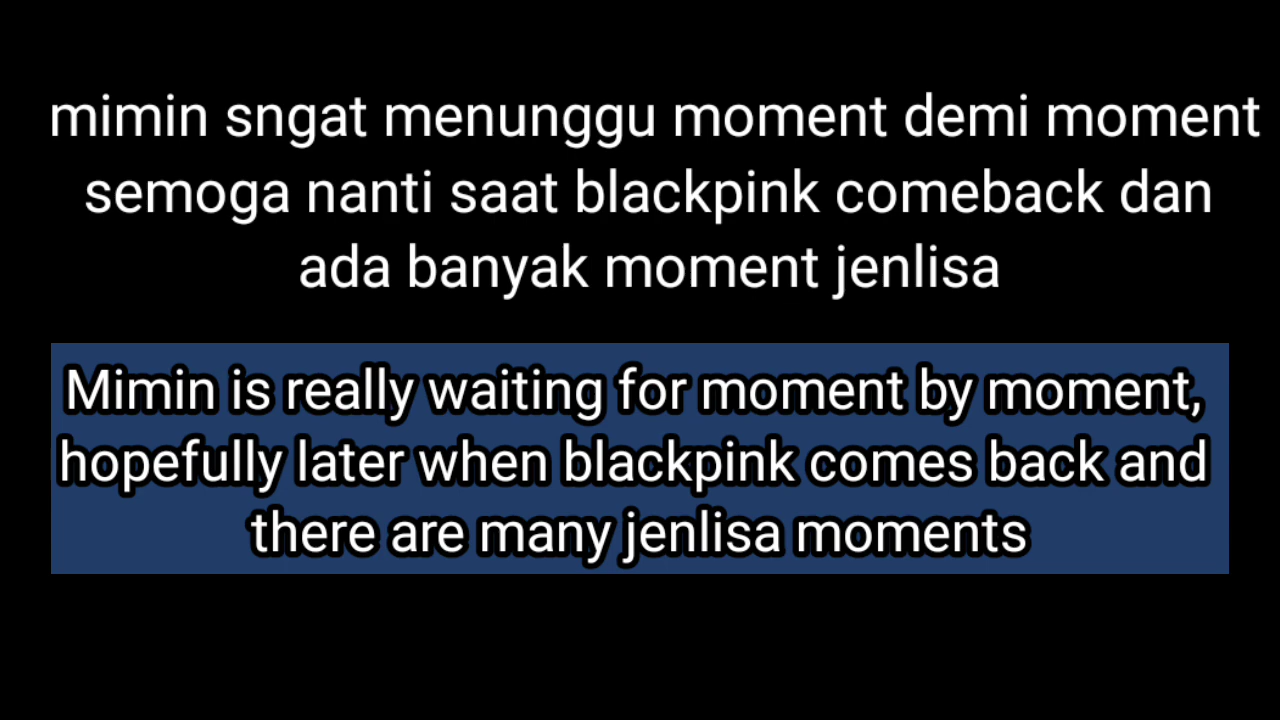 mimin sngat menunggu moment demi moment
semoga nanti saat blackpink comeback dan
ada banyak moment jenlisa
Mimin is really waiting for moment by moment,
hopefully later when blackpink comes back and
there are many jenlisa moments